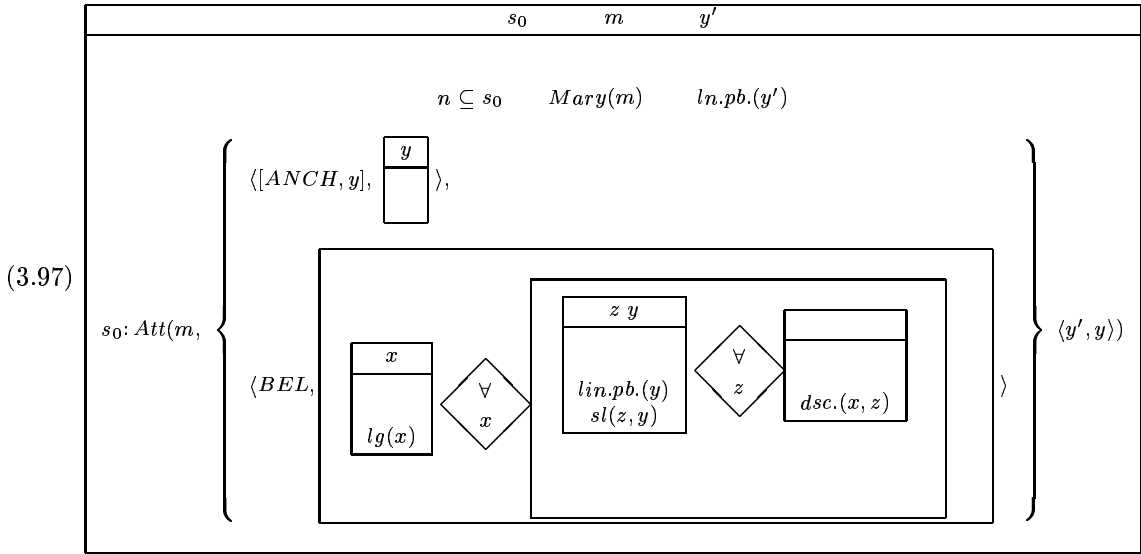 s₀ m y′
n ⊆ s₀ Mary(m) ln.pb.(y′)
y
⟨[ANCH, y], ⟩,
(3.97)
z y
s₀: Att(m, { } ⟨y′, y⟩)
x ∀ ∀
⟨BEL, lin.pb.(y) z ⟩
x sl(z, y) dsc.(x, z)
lg(x)